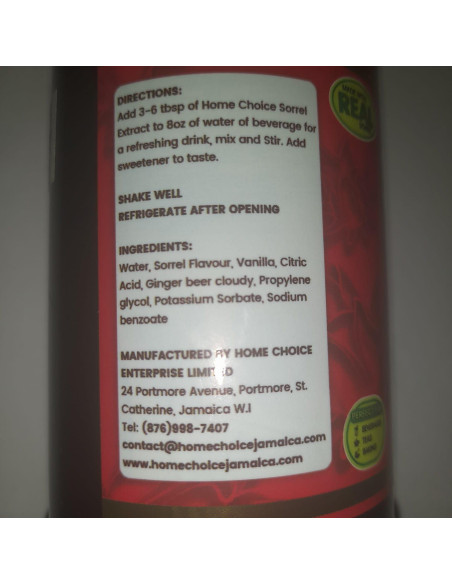 DIRECTIONS:
Add 3-6 tbsp of Home Choice Sorrel
Extract to 8oz of water of beverage for
a refreshing drink, mix and Stir. Add
sweetener to taste.
SHAKE WELL
REFRIGERATE AFTER OPENING
INGREDIENTS:
Water, Sorrel Flavour, Vanilla, Citric
Acid, Ginger beer cloudy, Propylene
glycol, Potassium Sorbate, Sodium
benzoate
MANUFACTURED BY HOME CHOICE
ENTERPRISE LIMITED
24 Portmore Avenue, Portmore, St.
Catherine, Jamaica W.I
Tel: (876)998-7407
contact@homechoicejamaica.com
www.homechoicejamaica.com
REAL